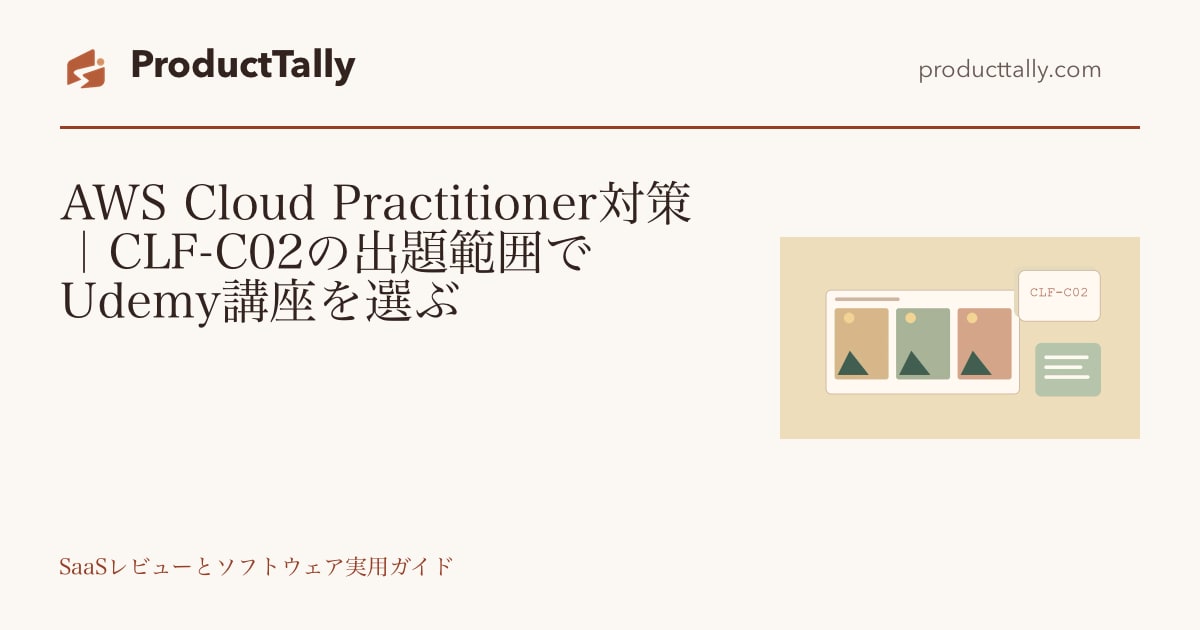 ProductTally
producttally.com
AWS Cloud Practitioner対策
｜CLF-C02の出題範囲で
Udemy講座を選ぶ
CLF-C02
SaaSレビューとソフトウェア実用ガイド